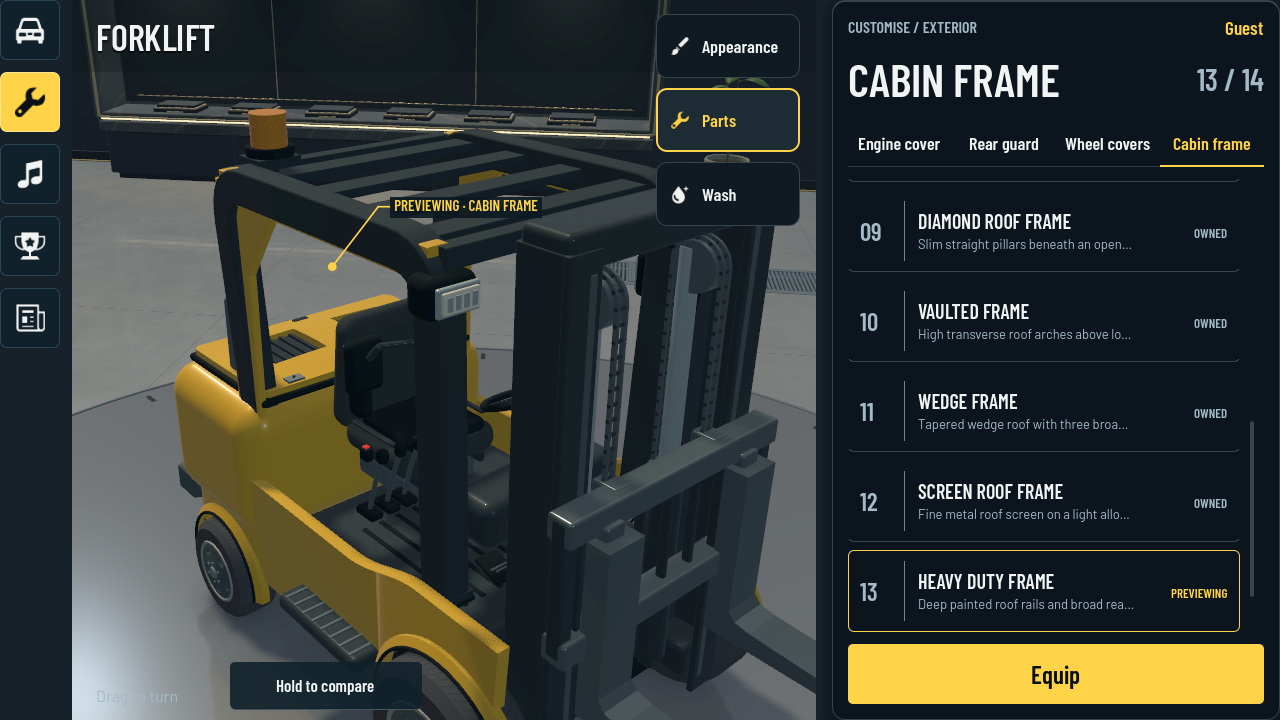 FORKLIFT
Appearance
Parts
Wash
PREVIEWING · CABIN FRAME
Drag to turn
Hold to compare
CUSTOMISE / EXTERIOR
Guest
CABIN FRAME
13 / 14
Engine cover
Rear guard
Wheel covers
Cabin frame
09
DIAMOND ROOF FRAME
Slim straight pillars beneath an open...
OWNED
10
VAULTED FRAME
High transverse roof arches above lo...
OWNED
11
WEDGE FRAME
Tapered wedge roof with three broa...
OWNED
12
SCREEN ROOF FRAME
Fine metal roof screen on a light allo...
OWNED
13
HEAVY DUTY FRAME
Deep painted roof rails and broad rea...
PREVIEWING
Equip